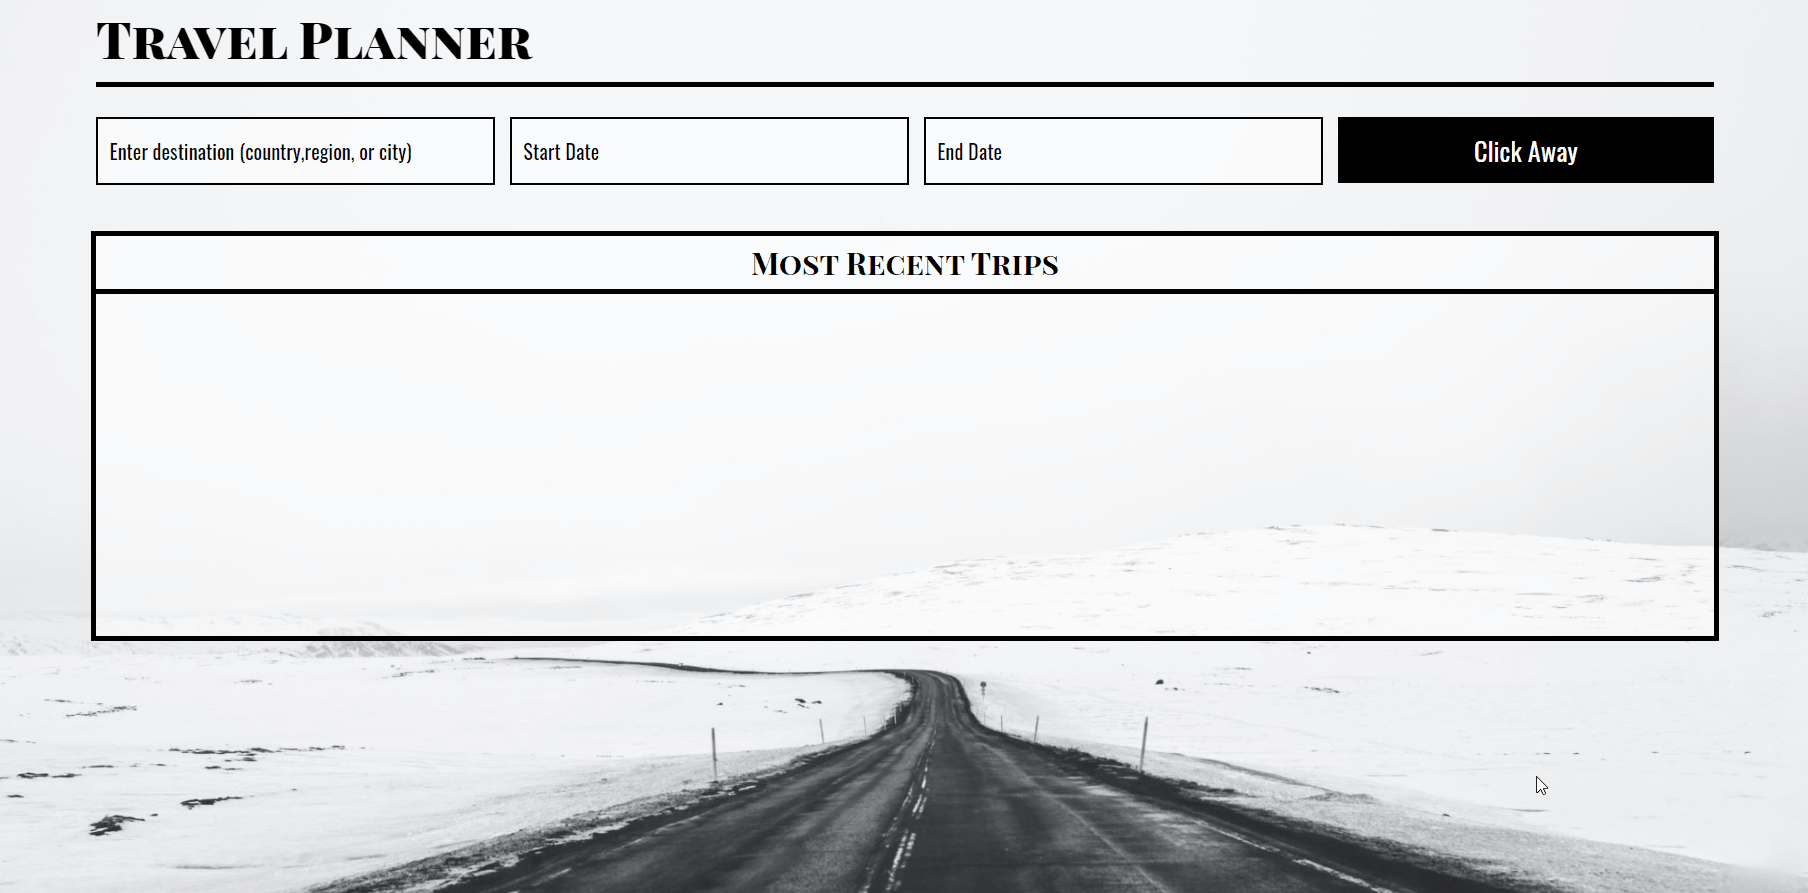 Travel Planner
Enter destination (country,region, or city)
Start Date
End Date
Click Away
Most Recent Trips